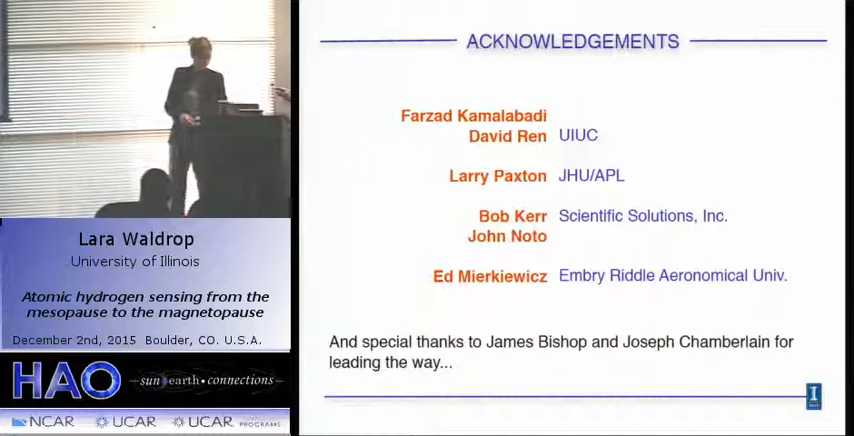 ACKNOWLEDGEMENTS
Farzad Kamalabadi
David Ren UIUC
Larry Paxton JHU/APL
Bob Kerr Scientific Solutions, Inc.
John Noto
Ed Mierkiewicz Embry Riddle Aeronomical Univ.
And special thanks to James Bishop and Joseph Chamberlain for
leading the way...
I
Lara Waldrop
University of Illinois
Atomic hydrogen sensing from the
mesopause to the magnetopause
December 2nd, 2015 Boulder, CO. U.S.A.
HAO sun earth • connections
NCAR UCAR UCAR PROGRAMS